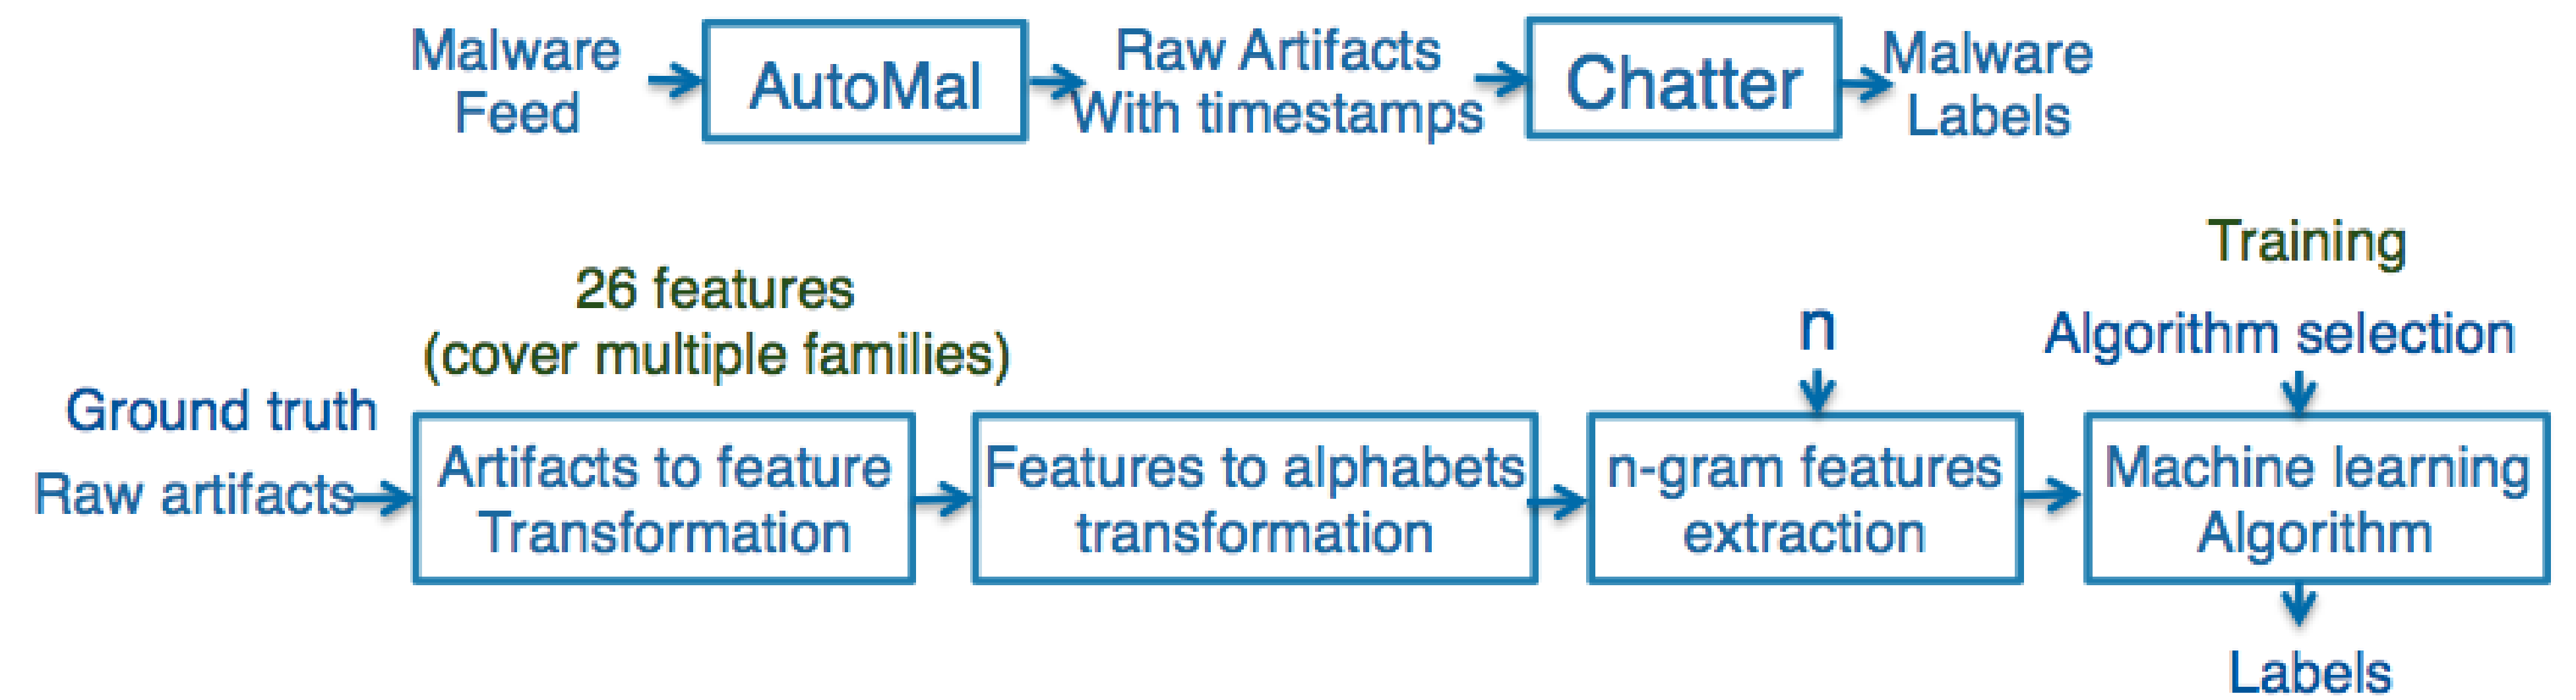 Malware
Feed
AutoMal
Raw Artifacts
With timestamps
Chatter
Malware
Labels
26 features
(cover multiple families)
Ground truth
Raw artifacts
Artifacts to feature
Transformation
Features to alphabets
transformation
n
n-gram features
extraction
Training
Algorithm selection
Machine learning
Algorithm
Labels